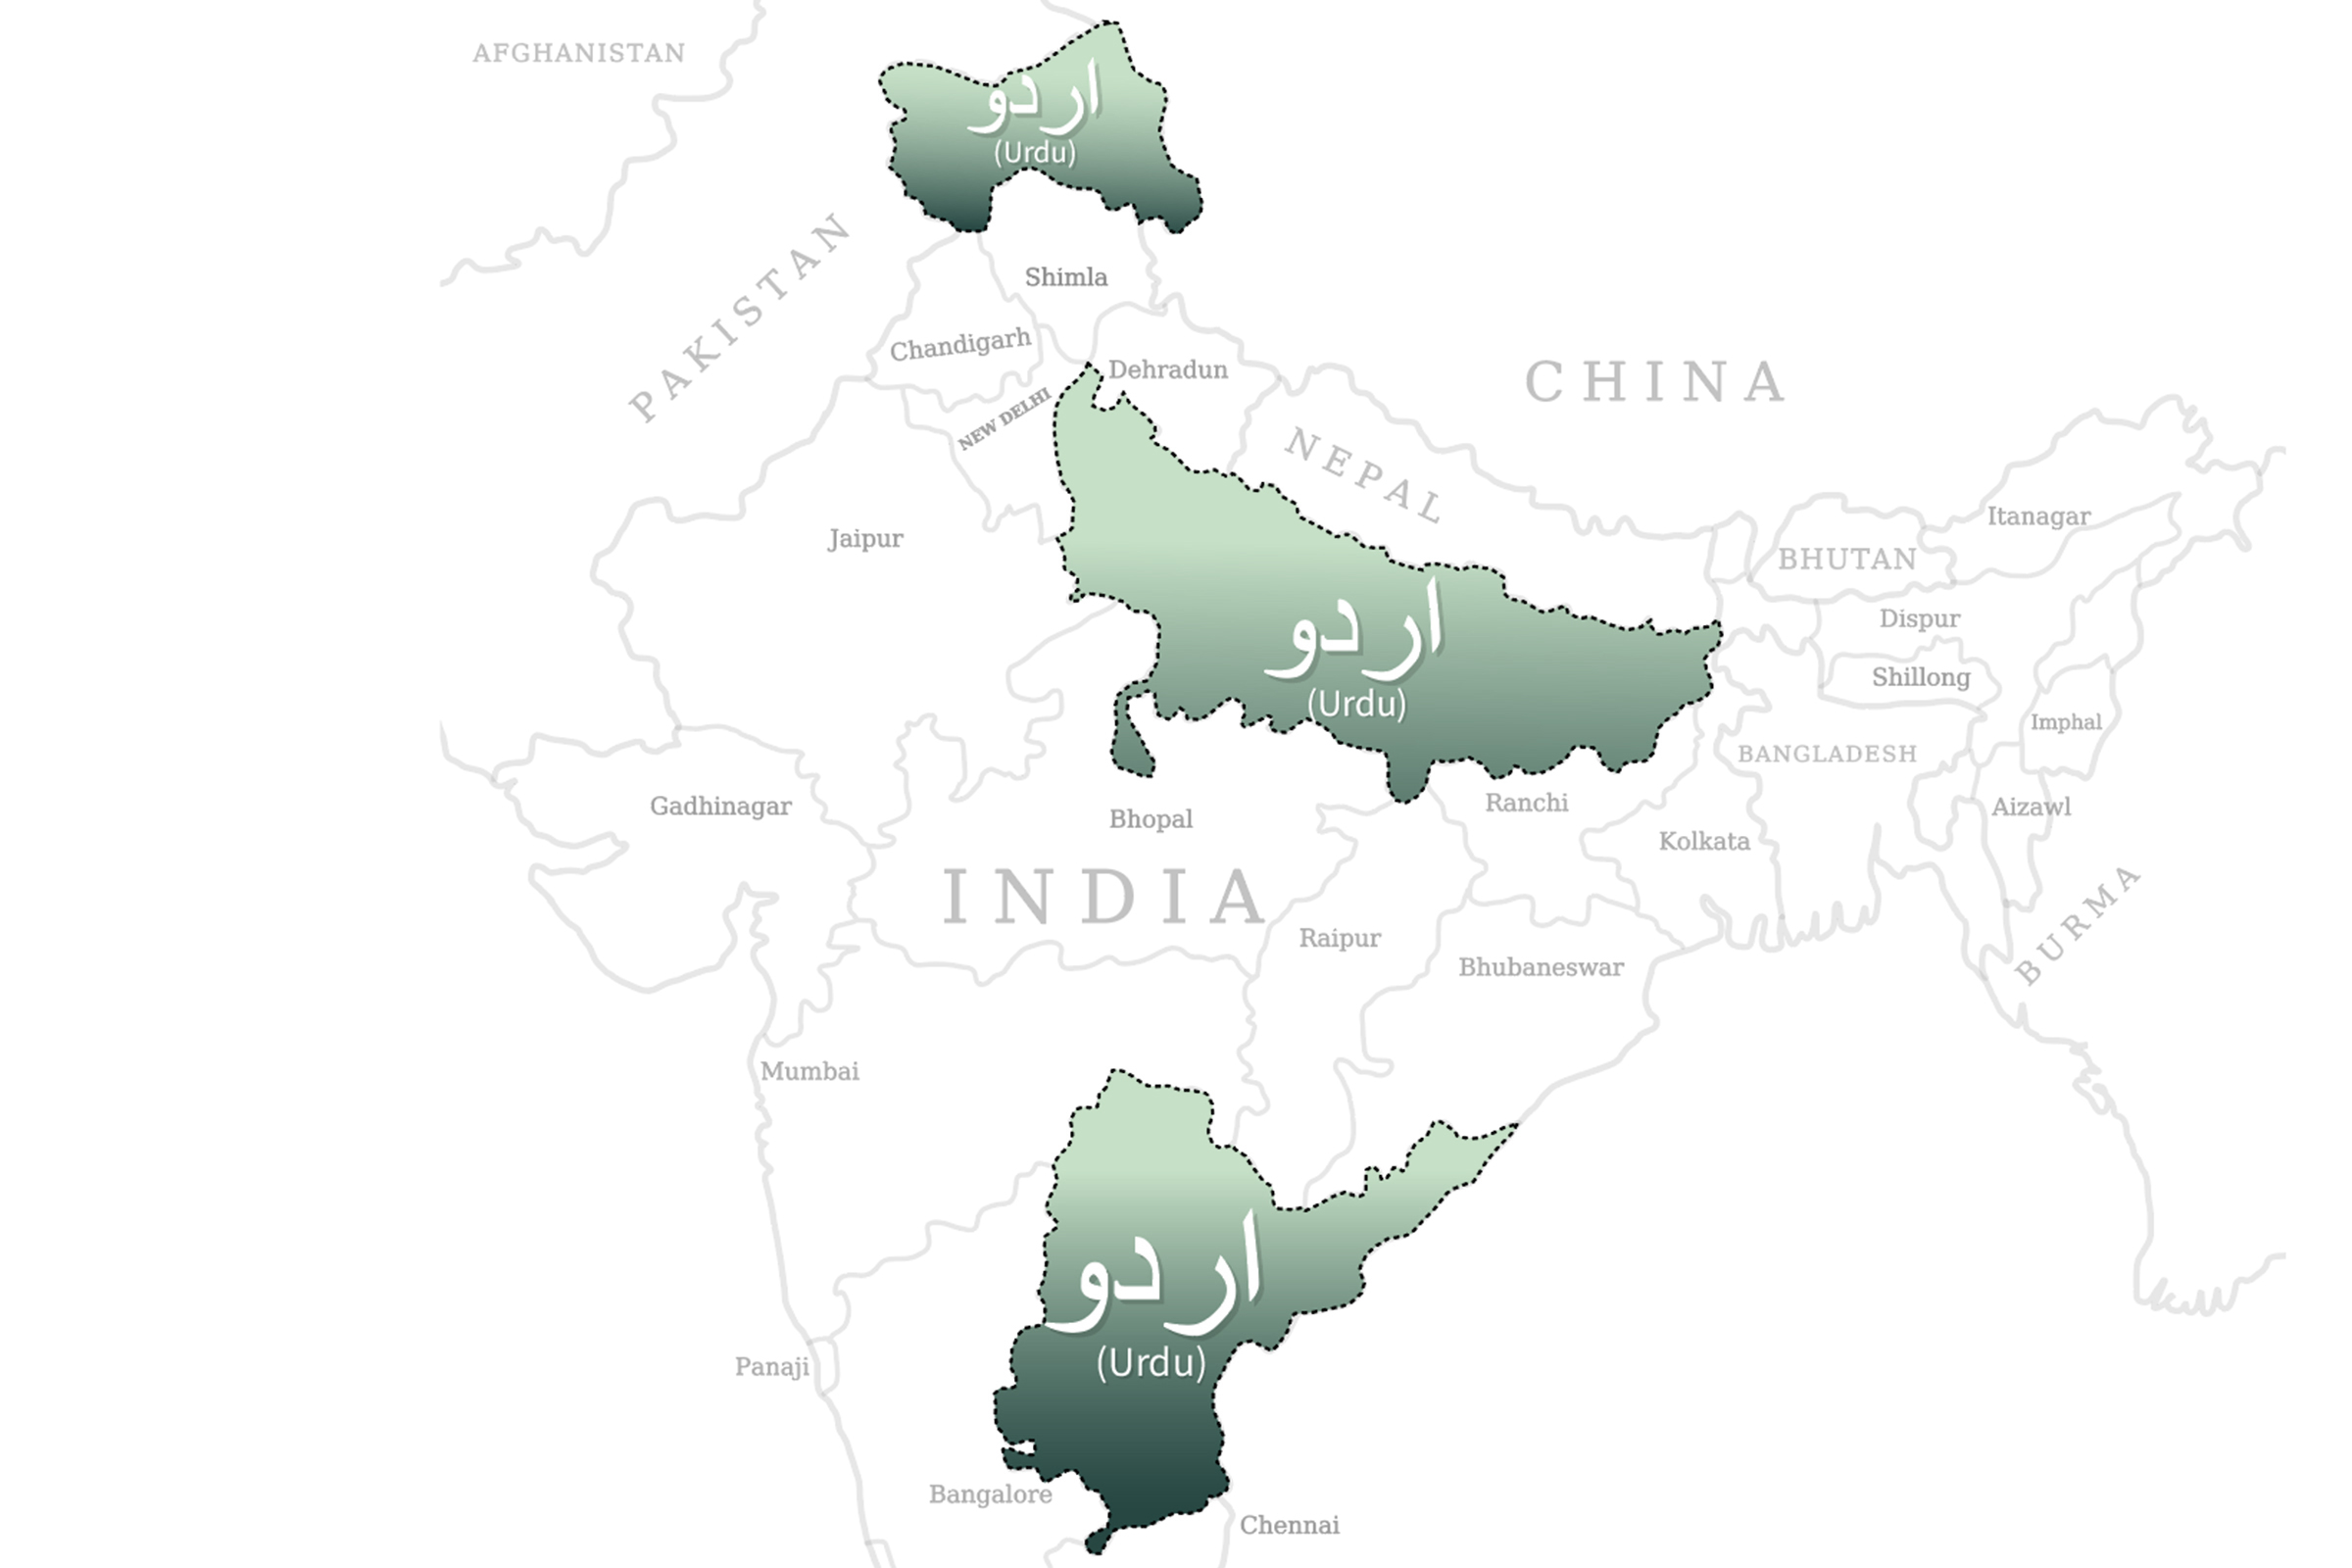 AFGHANISTAN
اردو
(Urdu)
PAKISTAN
Shimla
Chandigarh
Dehradun
NEW DELHI
CHINA
NEPAL
Jaipur
Itanagar
BHUTAN
Dispur
اردو
(Urdu)
Shillong
Imphal
BANGLADESH
Gadhinagar
Bhopal
Ranchi
Aizawl
Kolkata
INDIA
Raipur
Bhubaneswar
BURMA
Mumbai
اردو
(Urdu)
Panaji
Bangalore
Chennai